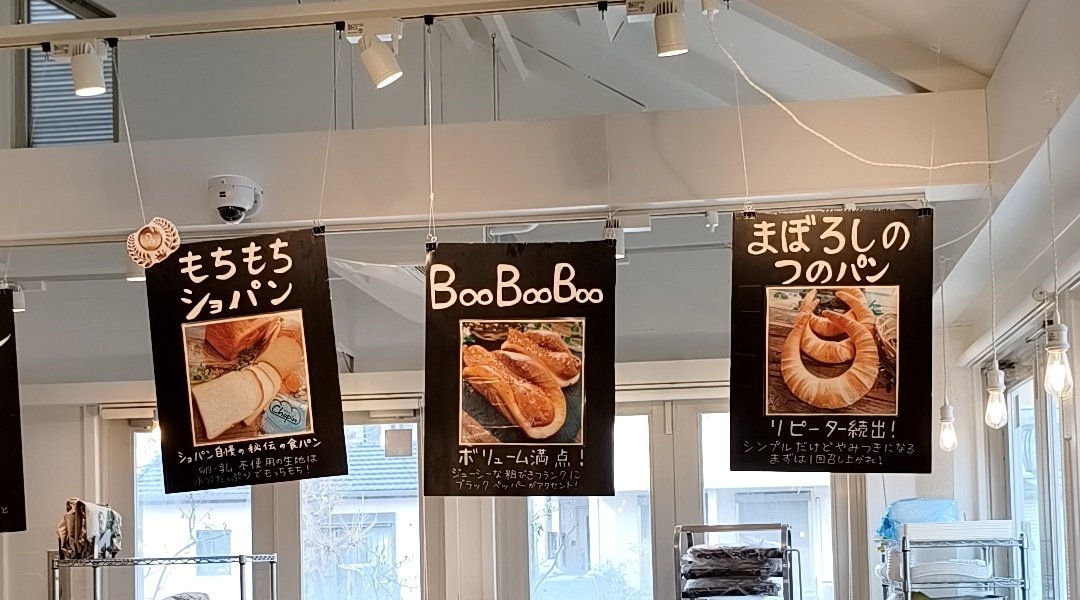 もちもち
ショパン
Chopin
ショパン自慢の秘伝の食パン
卵・乳 不使用の生地は
水分たっぷりでもっちもち!
BooBooBoo
ボリューム満点!
ジューシーな粗びきフランクに
ブラックペッパーがアクセント!
まぼろしの
つのパン
リピーター続出!
シンプルだけどやみつきになる
まずは1回召し上がれ!